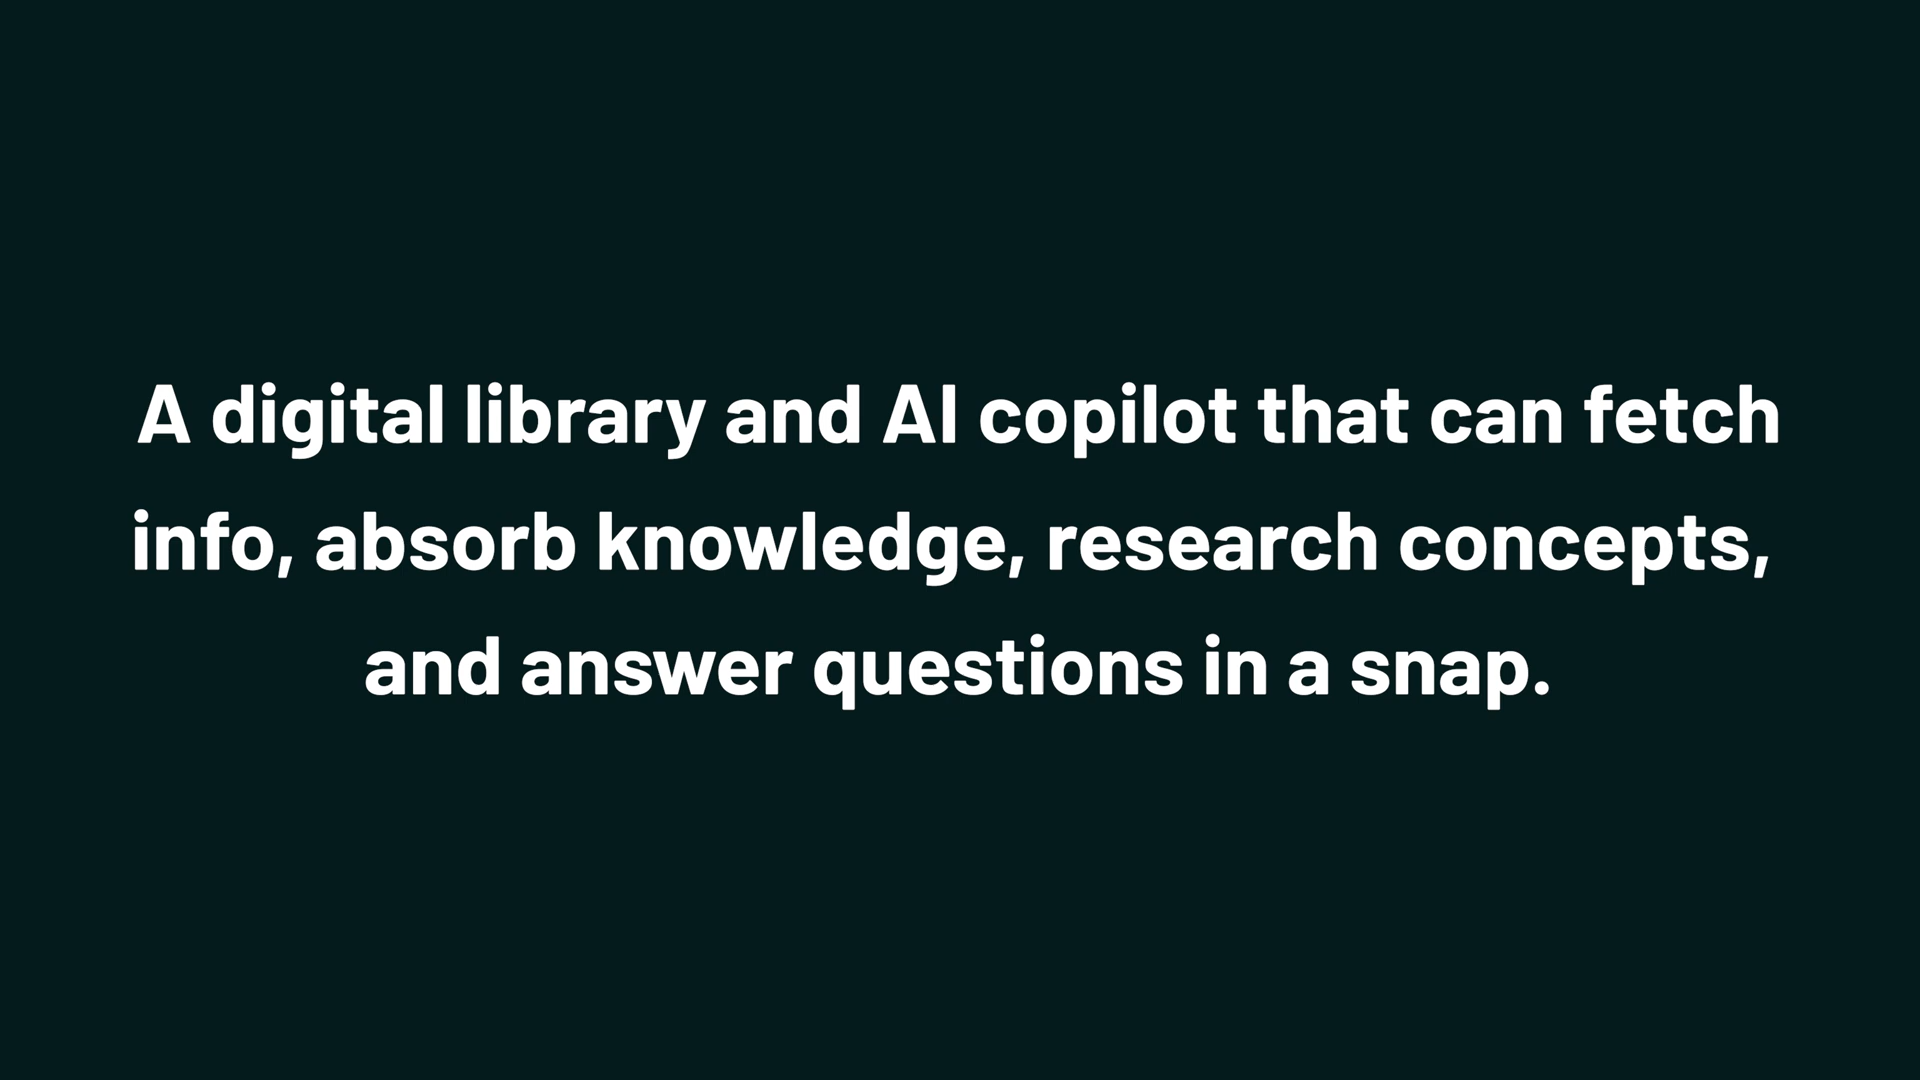 A digital library and AI copilot that can fetch
info, absorb knowledge, research concepts,
and answer questions in a snap.